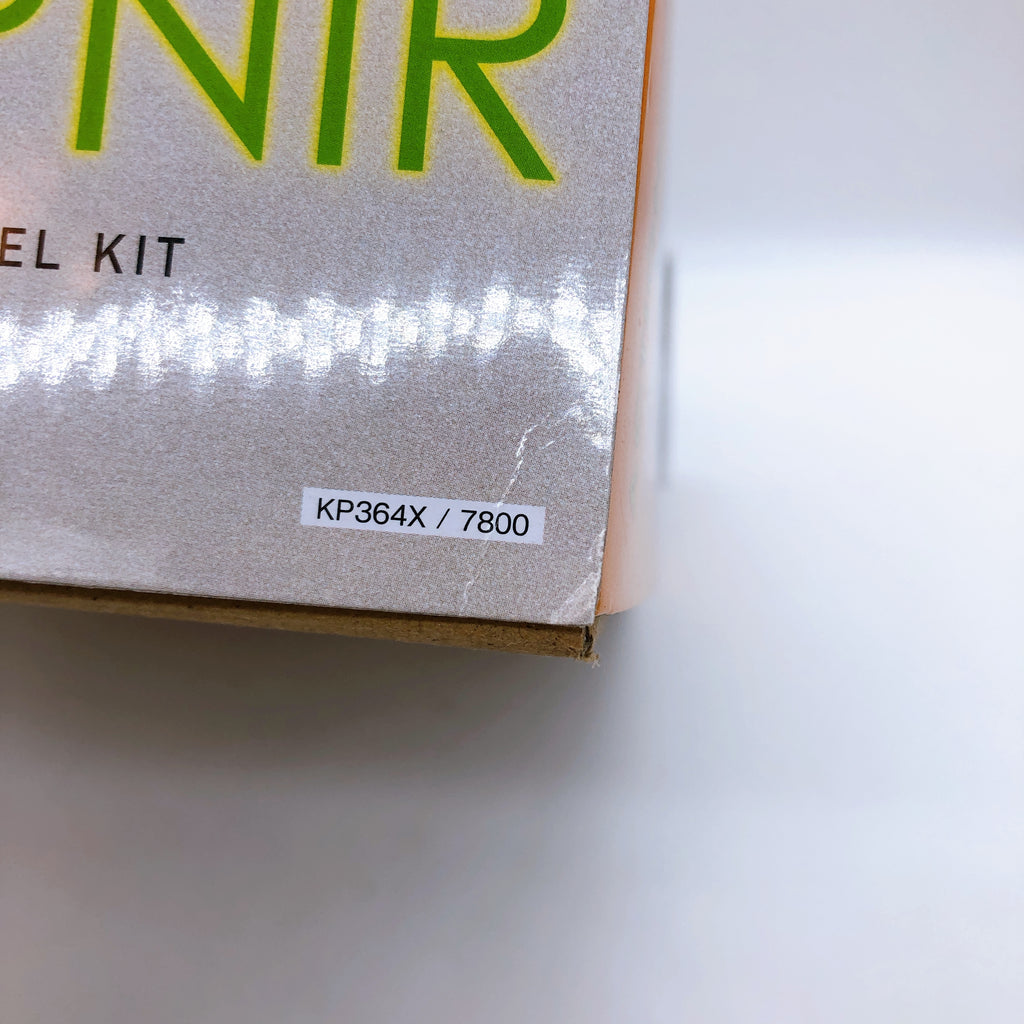 PNIR
EL KIT
KP364X / 7800